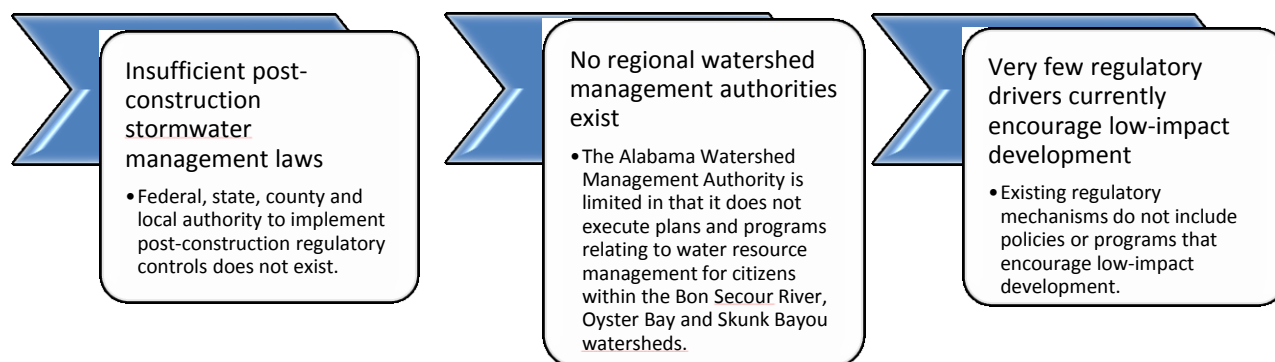 Insufficient post-
construction
stormwater
management laws
•Federal, state, county and
local authority to implement
post-construction regulatory
controls does not exist.
No regional watershed
management authorities
exist
•The Alabama Watershed
Management Authority is
limited in that it does not
execute plans and programs
relating to water resource
management for citizens
within the Bon Secour River,
Oyster Bay and Skunk Bayou
watersheds.
Very few regulatory
drivers currently
encourage low-impact
development
•Existing regulatory
mechanisms do not include
policies or programs that
encourage low-impact
development.